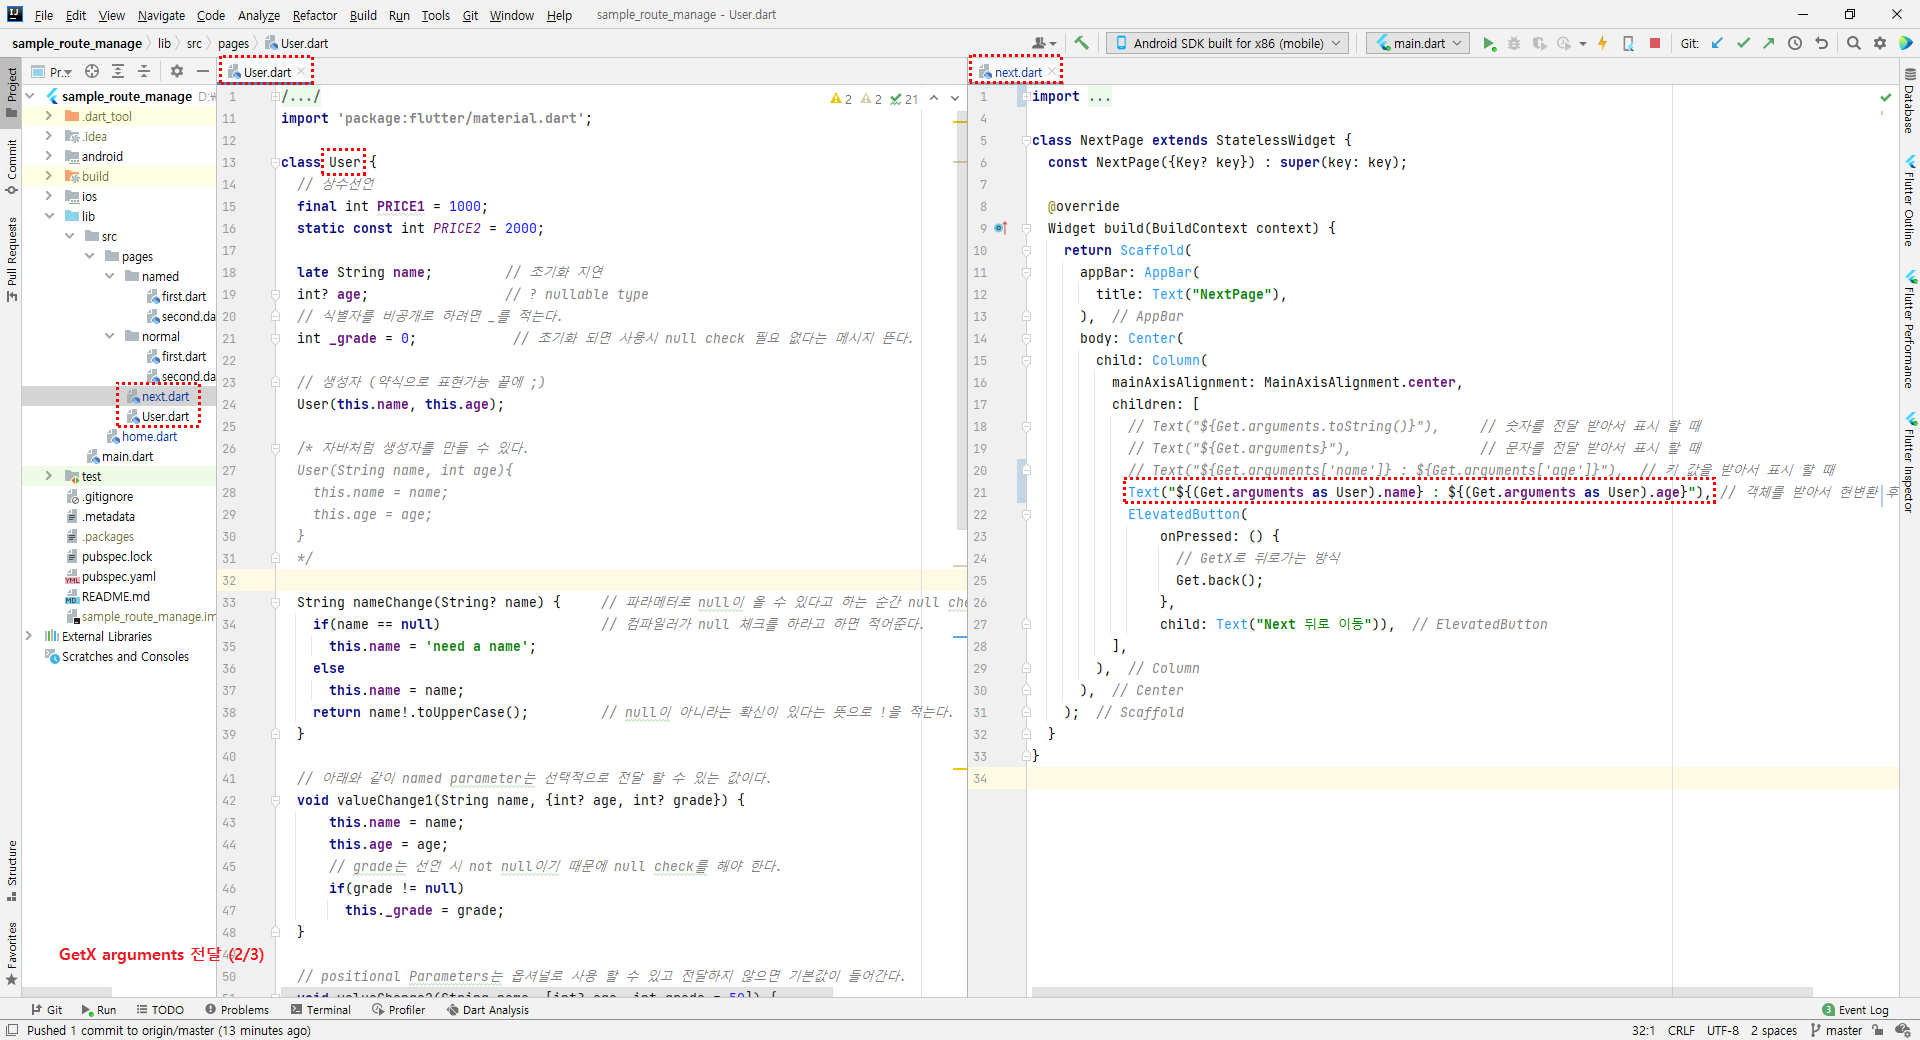 File Edit View Navigate Code Analyze Refactor Build Run Tools Git Window Help sample_route_manage - User.dart
sample_route_manage lib src pages User.dart
Android SDK built for x86 (mobile) main.dart Git:
Project
Commit
Pull Requests
Structure
Favorites
Pr...
sample_route_manage D:\
.dart_tool
.idea
android
build
ios
lib
src
pages
named
first.dart
second.da
normal
first.dart
second.da
next.dart
User.dart
home.dart
main.dart
test
.gitignore
.metadata
.packages
pubspec.lock
pubspec.yaml
README.md
sample_route_manage.im
External Libraries
Scratches and Consoles
GetX arguments 전달 (2/3)
User.dart
2 2 21
1 /.../
11 import 'package:flutter/material.dart';
12
13 class User {
14 // 상수선언
15 final int PRICE1 = 1000;
16 static const int PRICE2 = 2000;
17
18 late String name; // 초기화 지연
19 int? age; // ? nullable type
20 // 식별자를 비공개로 하려면 _를 적는다.
21 int _grade = 0; // 초기화 되면 사용시 null check 필요 없다는 메시지 뜬다.
22
23 // 생성자 (약식으로 표현가능 끝에 ;)
24 User(this.name, this.age);
25
26 /* 자바처럼 생성자를 만들 수 있다.
27 User(String name, int age){
28 this.name = name;
29 this.age = age;
30 }
31 */
32
33 String nameChange(String? name) { // 파라메터로 null이 올 수 있다고 하는 순간 null che
34 if(name == null) // 컴파일러가 null 체크를 하라고 하면 적어준다.
35 this.name = 'need a name';
36 else
37 this.name = name;
38 return name!.toUpperCase(); // null이 아니라는 확신이 있다는 뜻으로 !을 적는다.
39 }
40
41 // 아래와 같이 named parameter는 선택적으로 전달 할 수 있는 값이다.
42 void valueChange1(String name, {int? age, int? grade}) {
43 this.name = name;
44 this.age = age;
45 // grade는 선언 시 not null이기 때문에 null check를 해야 한다.
46 if(grade != null)
47 this._grade = grade;
48 }
49
50 // positional Parameters는 옵셔널로 사용 할 수 있고 전달하지 않으면 기본값이 들어간다.
51 void valueChange2(String name, [int? age, int grade = 50]) {
next.dart
1 import ...
4
5 class NextPage extends StatelessWidget {
6 const NextPage({Key? key}) : super(key: key);
7
8 @override
9 Widget build(BuildContext context) {
10 return Scaffold(
11 appBar: AppBar(
12 title: Text("NextPage"),
13 ), // AppBar
14 body: Center(
15 child: Column(
16 mainAxisAlignment: MainAxisAlignment.center,
17 children: [
18 // Text("${Get.arguments.toString()}"), // 숫자를 전달 받아서 표시 할 때
19 // Text("${Get.arguments}"), // 문자를 전달 받아서 표시 할 때
20 // Text("${Get.arguments['name']} : ${Get.arguments['age']}"), // 키 값을 받아서 표시 할 때
21 Text("${(Get.arguments as User).name} : ${(Get.arguments as User).age}"), // 객체를 받아서 현변환 후
22 ElevatedButton(
23 onPressed: () {
24 // GetX로 뒤로가는 방식
25 Get.back();
26 },
27 child: Text("Next 뒤로 이동")), // ElevatedButton
28 ],
29 ), // Column
30 ), // Center
31 ); // Scaffold
32 }
33 }
34
Database
Flutter Outline
Flutter Performance
Flutter Inspector
Git Run TODO Problems Terminal Profiler Dart Analysis 3 Event Log
Pushed 1 commit to origin/master (13 minutes ago) 32:1 CRLF UTF-8 2 spaces master